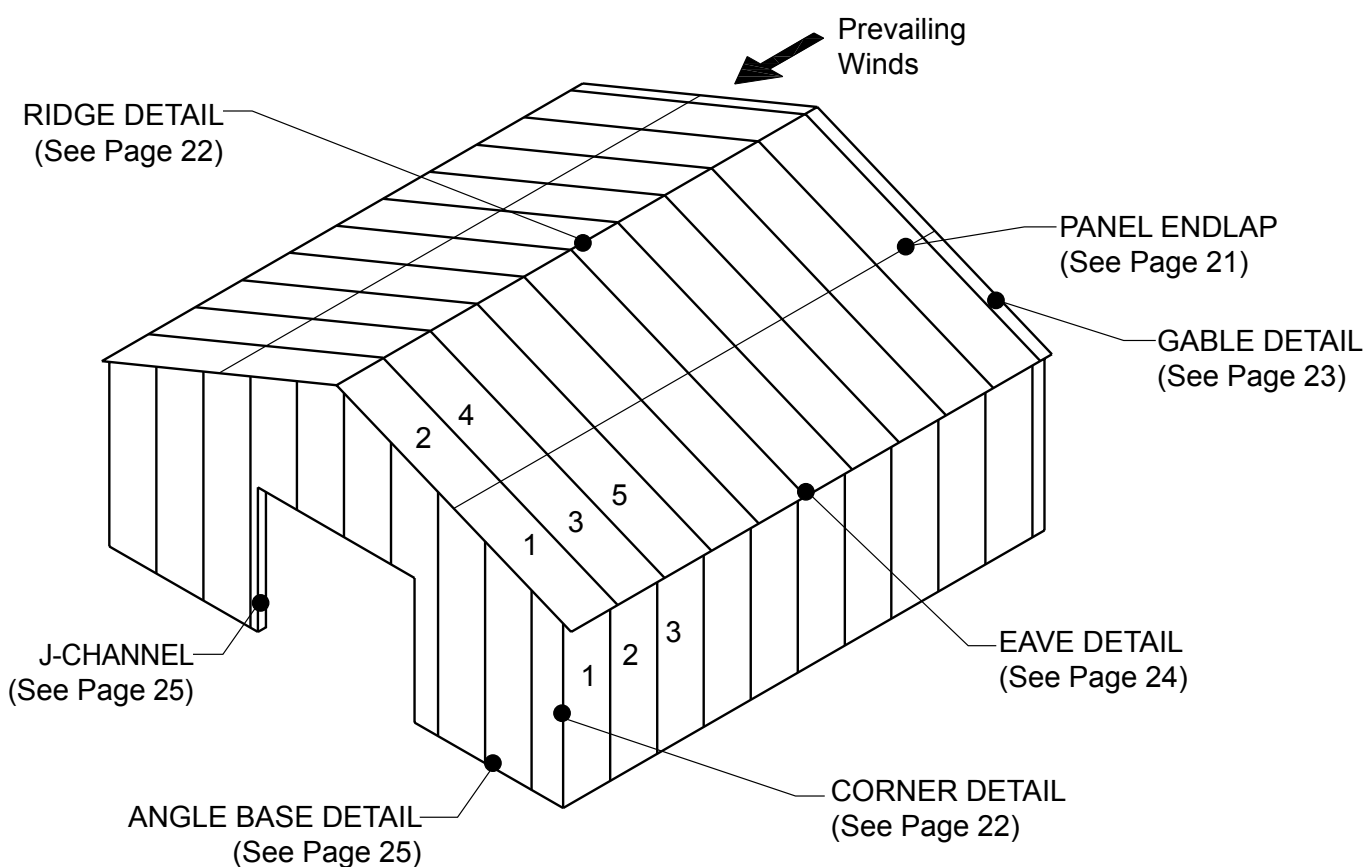 Prevailing
Winds
RIDGE DETAIL
(See Page 22)
PANEL ENDLAP
(See Page 21)
GABLE DETAIL
(See Page 23)
2
4
1
3
5
1
2
3
J-CHANNEL
(See Page 25)
EAVE DETAIL
(See Page 24)
ANGLE BASE DETAIL
(See Page 25)
CORNER DETAIL
(See Page 22)